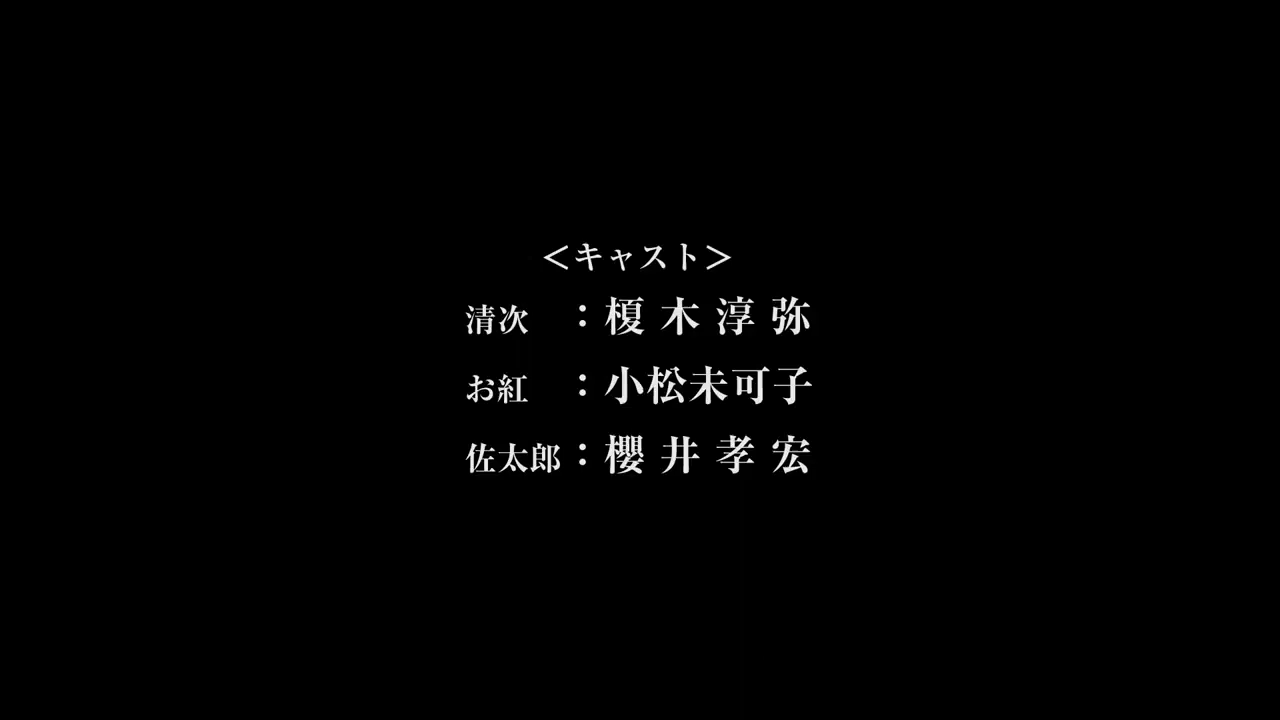 ＜キャスト＞
清次　：榎木淳弥
お紅　：小松未可子
佐太郎：櫻井孝宏